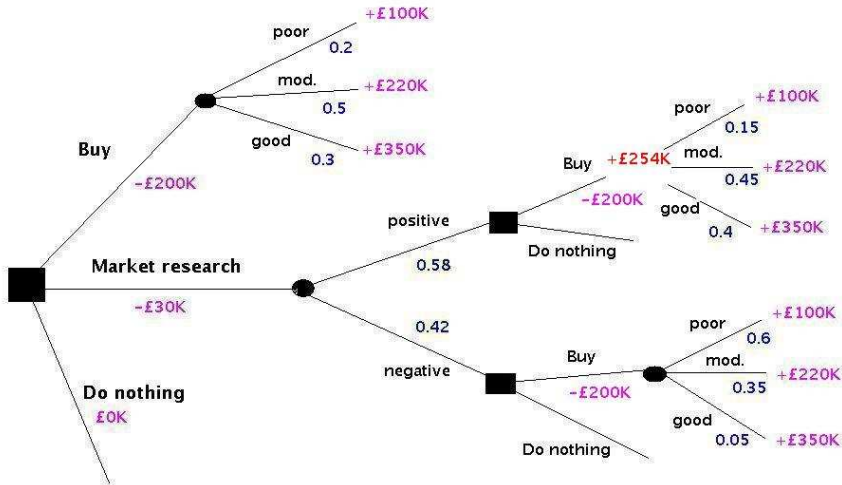 +£100K
poor
0.2
mod.
+£220K
0.5
good
0.3
+£350K
Buy
−£200K
Market research
−£30K
Do nothing
£0K
positive
0.58
0.42
negative
Buy
−£200K
+£254K
poor
+£100K
0.15
mod.
+£220K
0.45
good
0.4
+£350K
Do nothing
Buy
−£200K
poor
+£100K
0.6
mod.
+£220K
0.35
good
0.05
+£350K
Do nothing